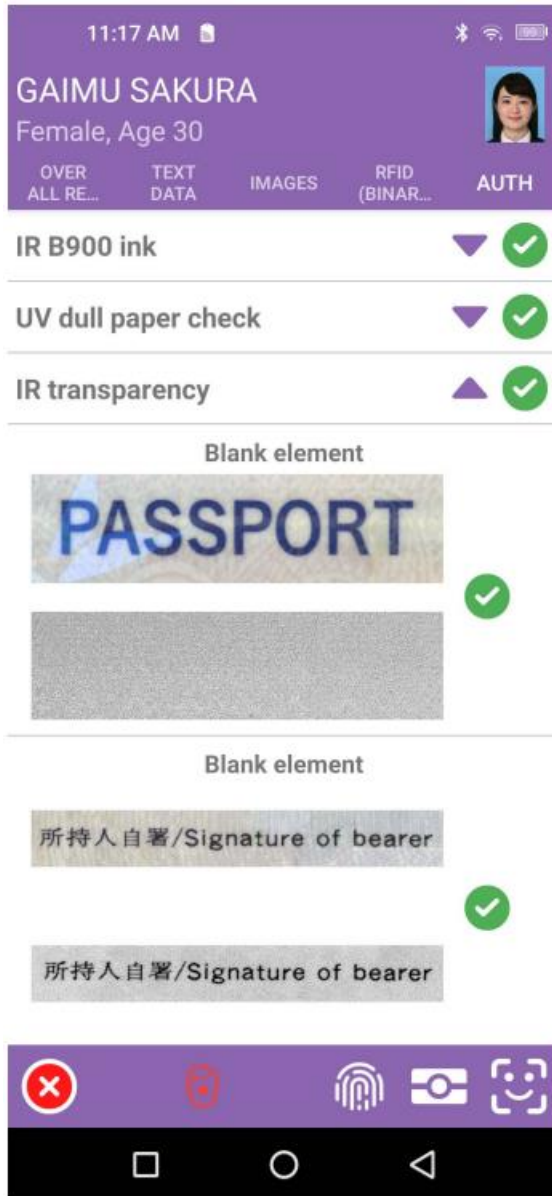 11:17 AM
99
GAIMU SAKURA
Female, Age 30
OVER ALL RE...
TEXT DATA
IMAGES
RFID (BINAR...
AUTH
IR B900 ink
UV dull paper check
IR transparency
Blank element
PASSPORT
Blank element
所持人自署/Signature of bearer
所持人自署/Signature of bearer